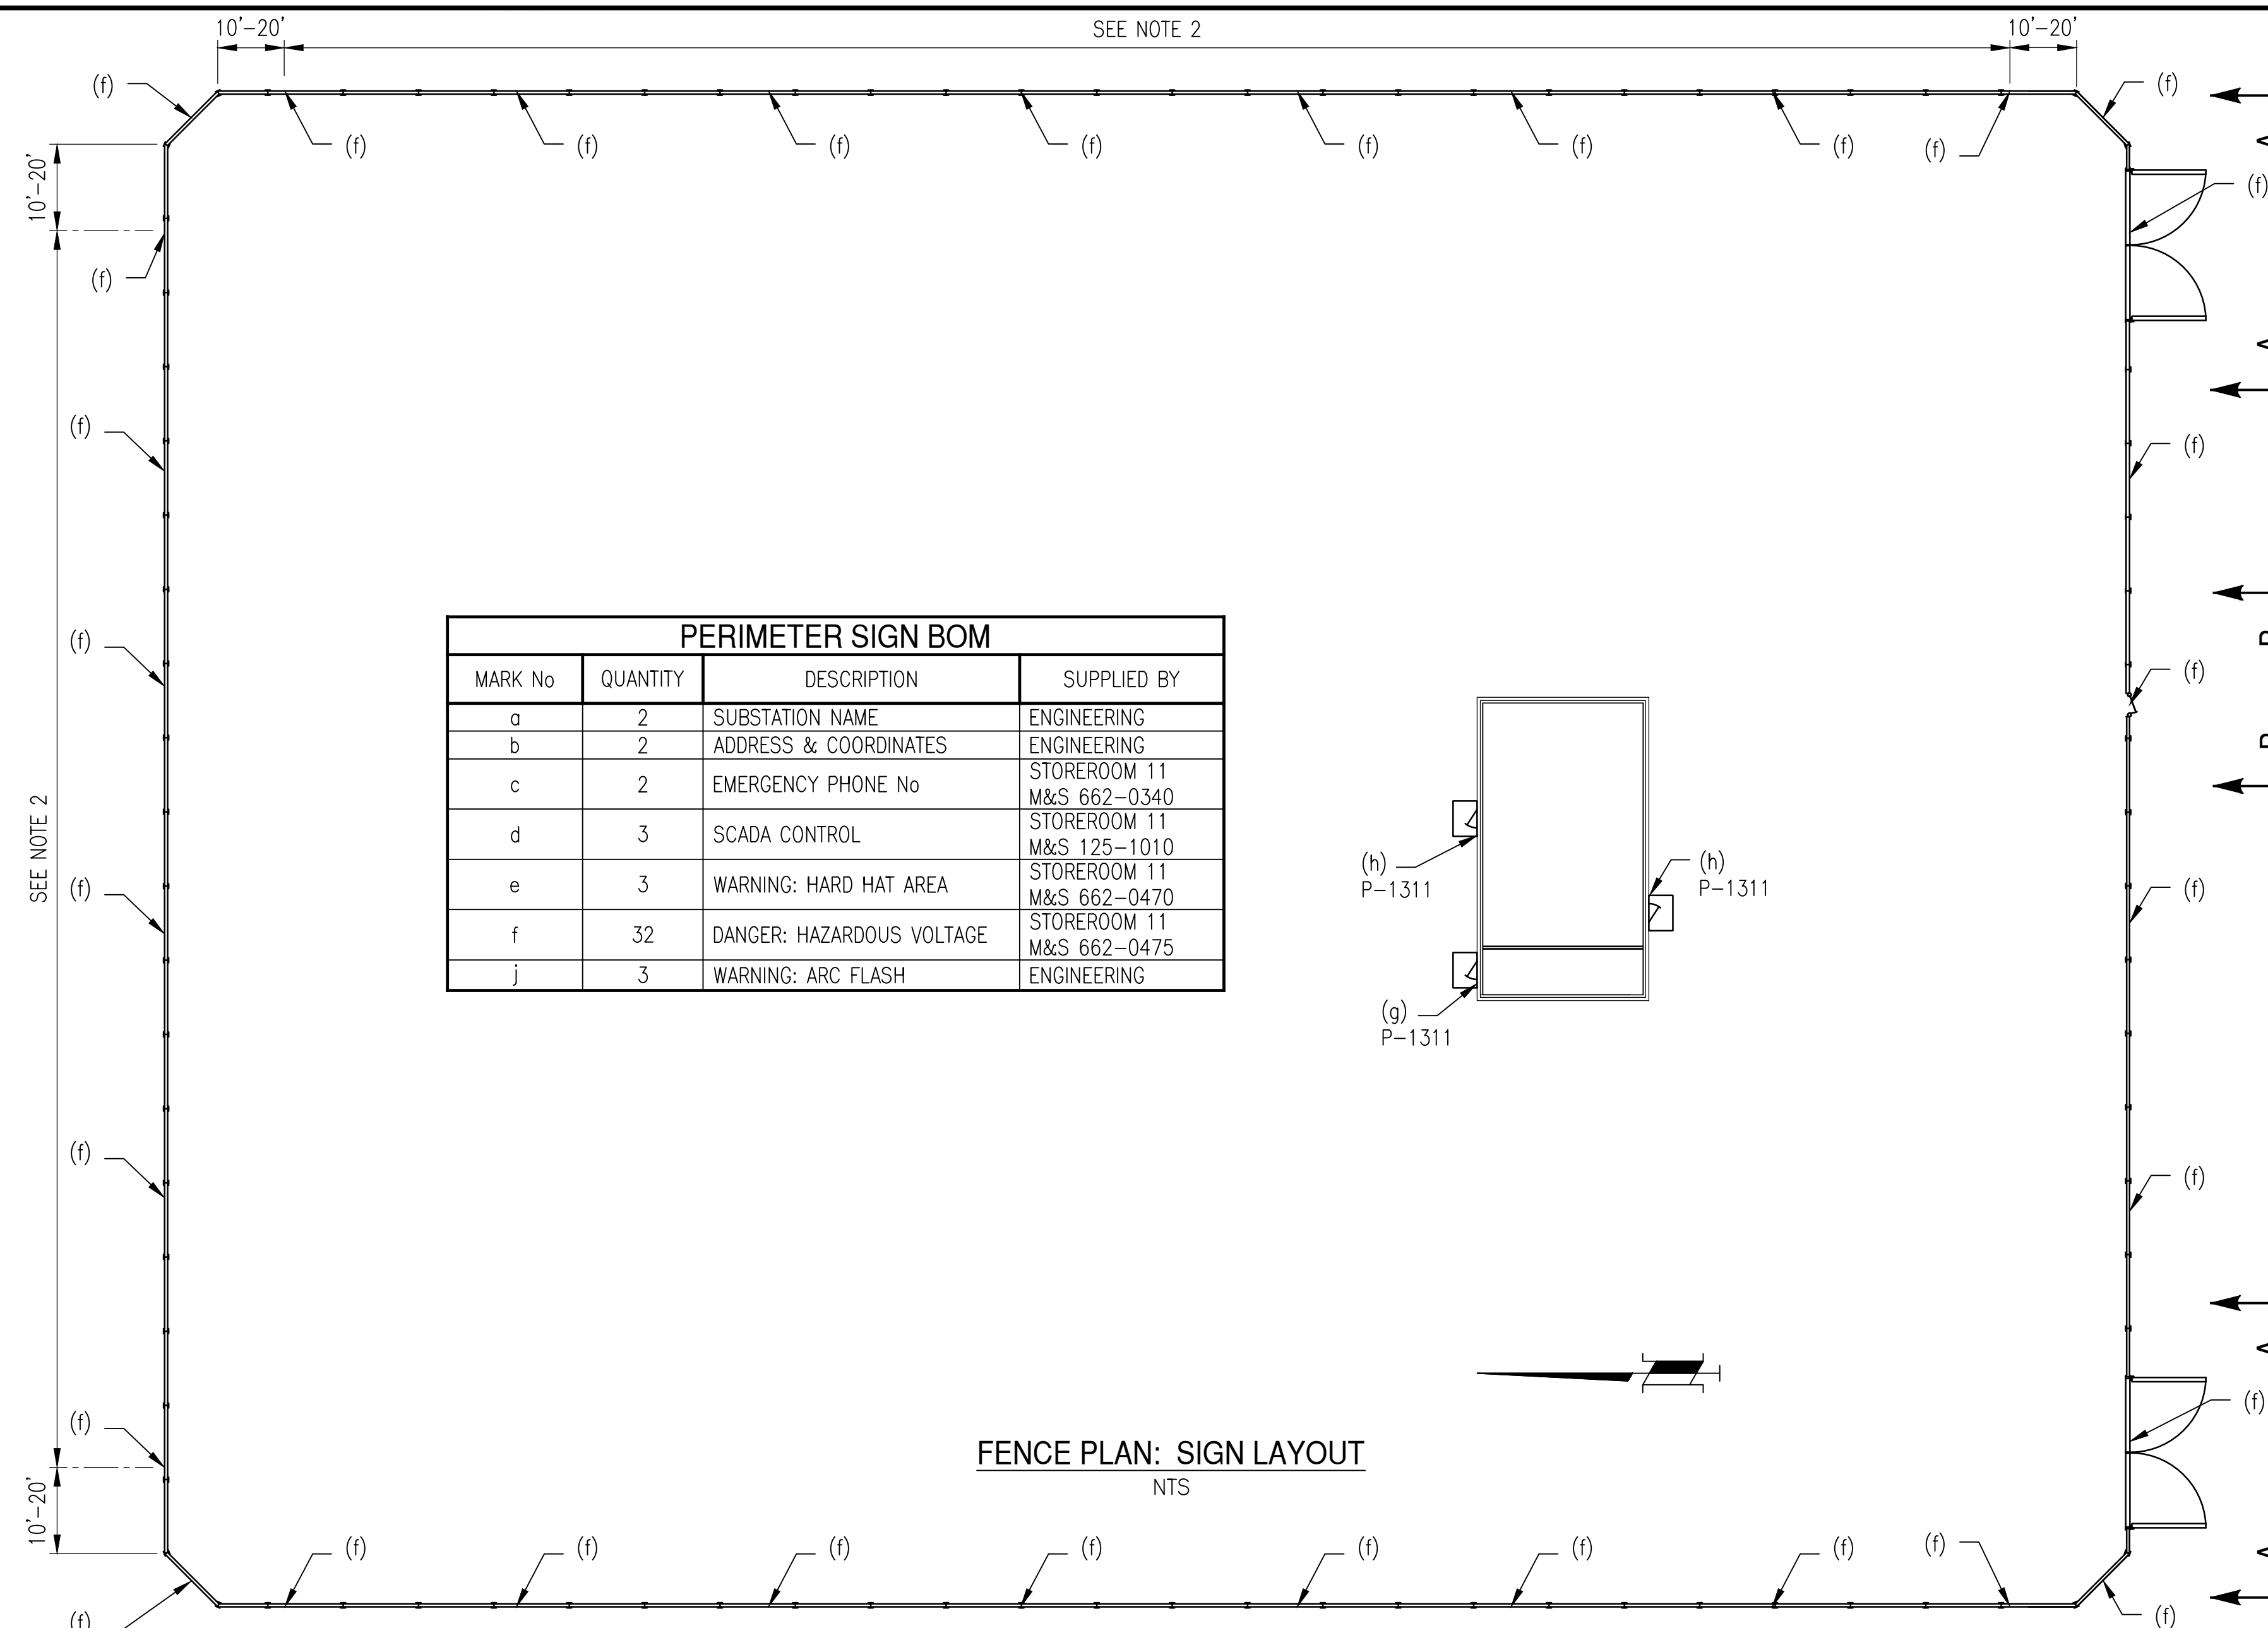 10'-20'
SEE NOTE 2
10'-20'
(f)
(f)
(f) (f) (f) (f) (f) (f) (f) (f)
10'-20'
(f)
(f)
(f)
(f)
(f)
(f)
PERIMETER SIGN BOM
MARK No QUANTITY DESCRIPTION SUPPLIED BY
a 2 SUBSTATION NAME ENGINEERING
b 2 ADDRESS & COORDINATES ENGINEERING
c 2 EMERGENCY PHONE No STOREROOM 11
M&S 662-0340
d 3 SCADA CONTROL STOREROOM 11
M&S 125-1010
e 3 WARNING: HARD HAT AREA STOREROOM 11
M&S 662-0470
f 32 DANGER: HAZARDOUS VOLTAGE STOREROOM 11
M&S 662-0475
j 3 WARNING: ARC FLASH ENGINEERING
SEE NOTE 2
(h)
P-1311
(h)
P-1311
(f)
(f)
(g)
P-1311
(f)
(f)
(f)
(f)
FENCE PLAN: SIGN LAYOUT
NTS
10'-20'
(f) (f) (f) (f) (f) (f) (f) (f)
(f)
(f)